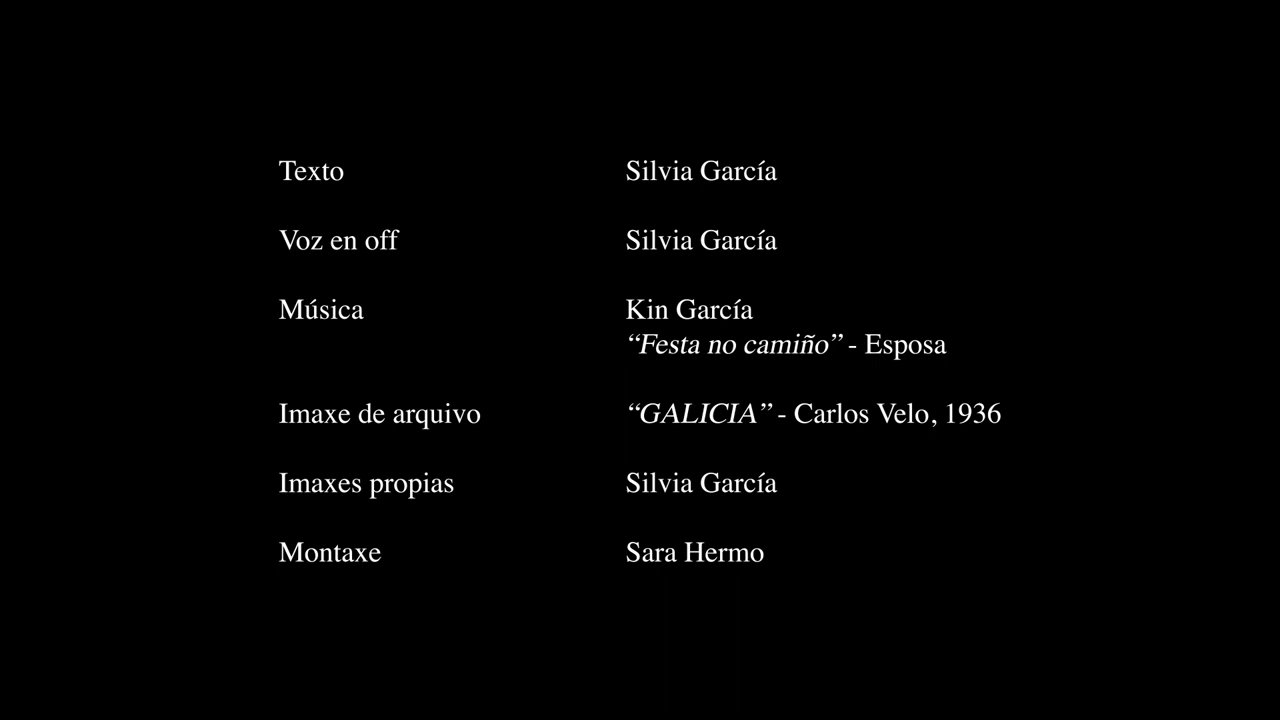 Texto Silvia García
Voz en off Silvia García
Música Kin García
“Festa no camiño” - Esposa
Imaxe de arquivo “GALICIA” - Carlos Velo, 1936
Imaxes propias Silvia García
Montaxe Sara Hermo